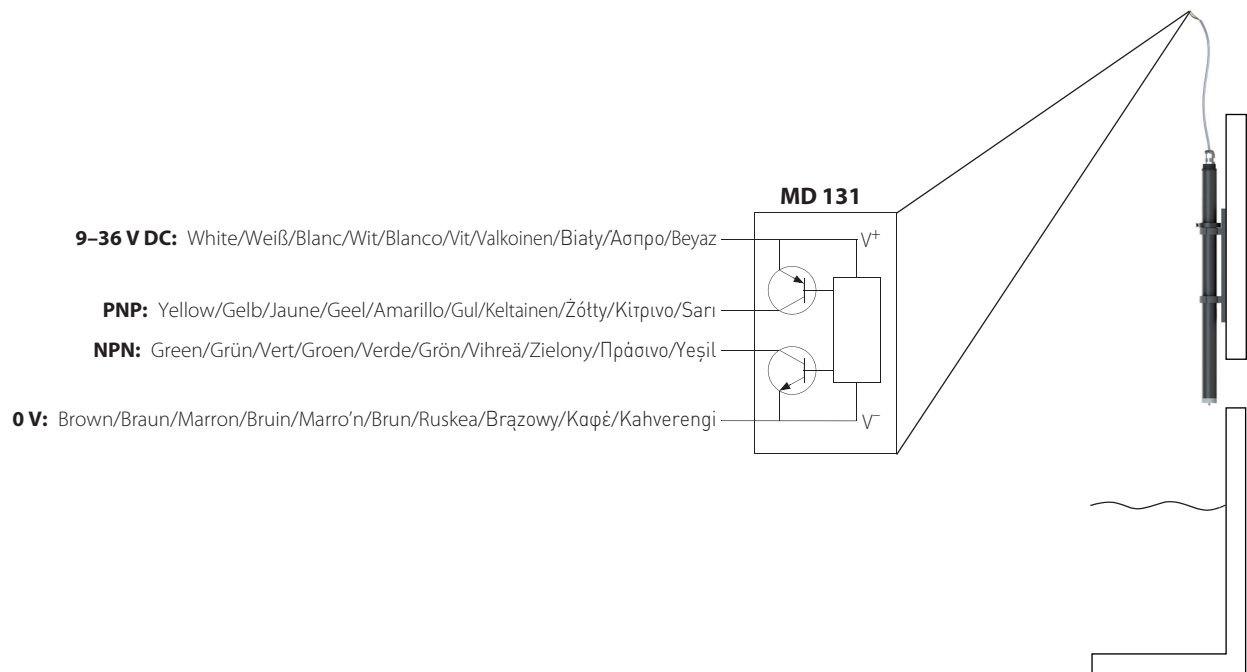 MD 131
9–36 V DC: White/Weiß/Blanc/Wit/Blanco/Vit/Valkoinen/Biały/Άσπρο/Beyaz
V+
PNP: Yellow/Gelb/Jaune/Geel/Amarillo/Gul/Keltainen/Żółty/Κίτρινο/Sarı
NPN: Green/Grün/Vert/Groen/Verde/Grön/Vihreä/Zielony/Πράσινο/Yeşil
0 V: Brown/Braun/Marron/Bruin/Marro’n/Brun/Ruskea/Brązowy/Καφέ/Kahverengi
V−